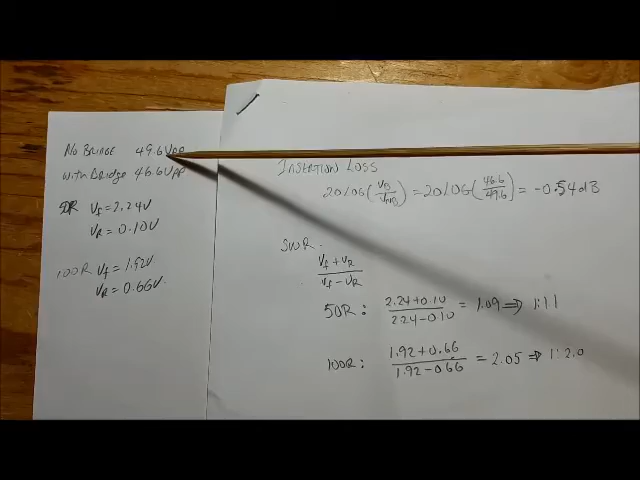 No Bridge 49.6VPP
with Bridge 46.6VPP
50R Vf = 2.24V
VR = 0.10V
100R Vf = 1.92V
VR = 0.66V
INSERTION LOSS
20LOG(VB/VNB) = 20LOG(46.6/49.6) = -0.54dB
SWR:
Vf + VR / Vf - VR
50R: 2.24+0.10 / 2.24-0.10 = 1.09 ⇒ 1:1.1
100R: 1.92+0.66 / 1.92-0.66 = 2.05 ⇒ 1:2.0